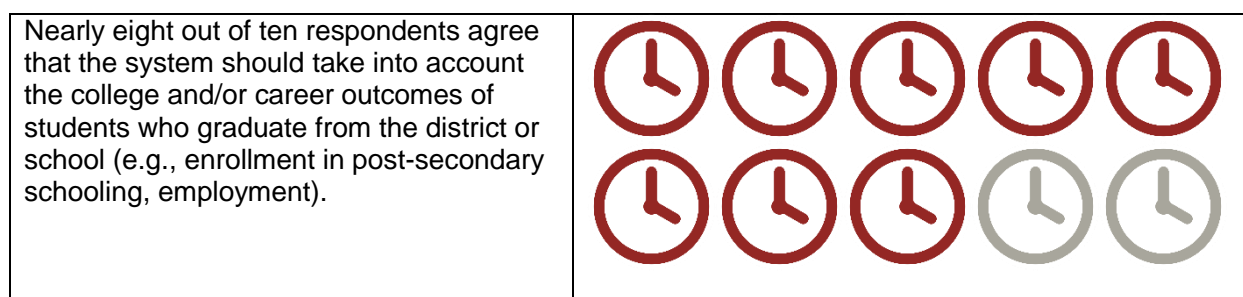 Nearly eight out of ten respondents agree
that the system should take into account
the college and/or career outcomes of
students who graduate from the district or
school (e.g., enrollment in post-secondary
schooling, employment).